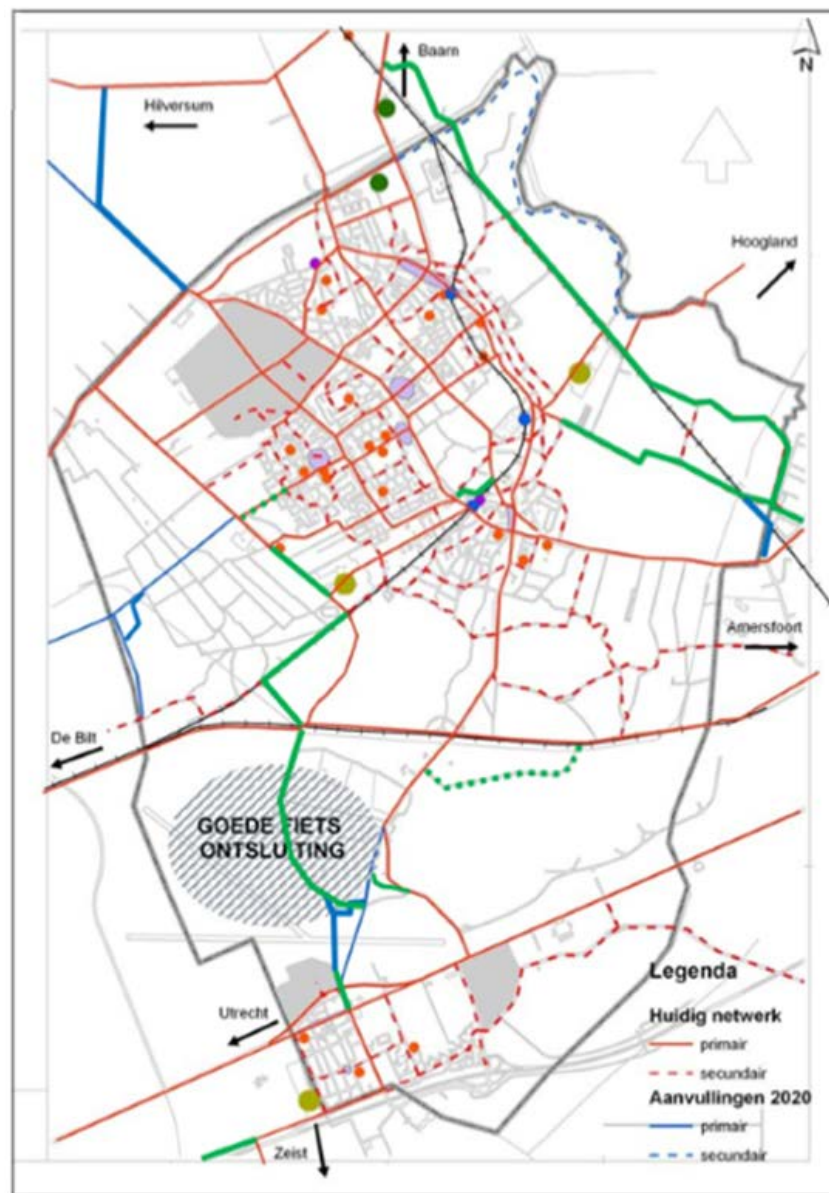 Baarn
N
Hilversum
Hoogland
Amersfoort
De Bilt
GOEDE FIETS
ONTSLUITING
Legenda
Utrecht
Huidig netwerk
primair
secundair
Aanvullingen 2020
primair
Zeist
secundair